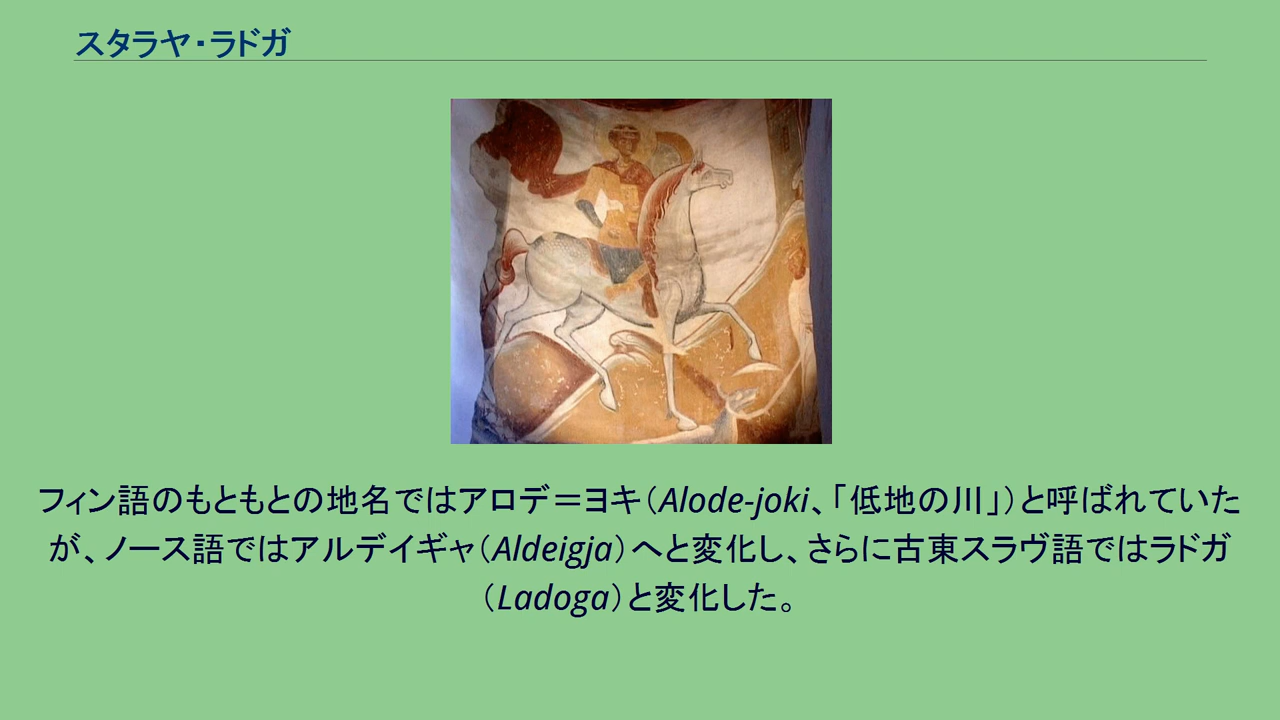 スタラヤ・ラドガ
フィン語のもともとの地名ではアロデ＝ヨキ（Alode-joki、「低地の川」）と呼ばれていた
が、ノース語ではアルデイギャ（Aldeigja）へと変化し、さらに古東スラヴ語ではラドガ
（Ladoga）と変化した。